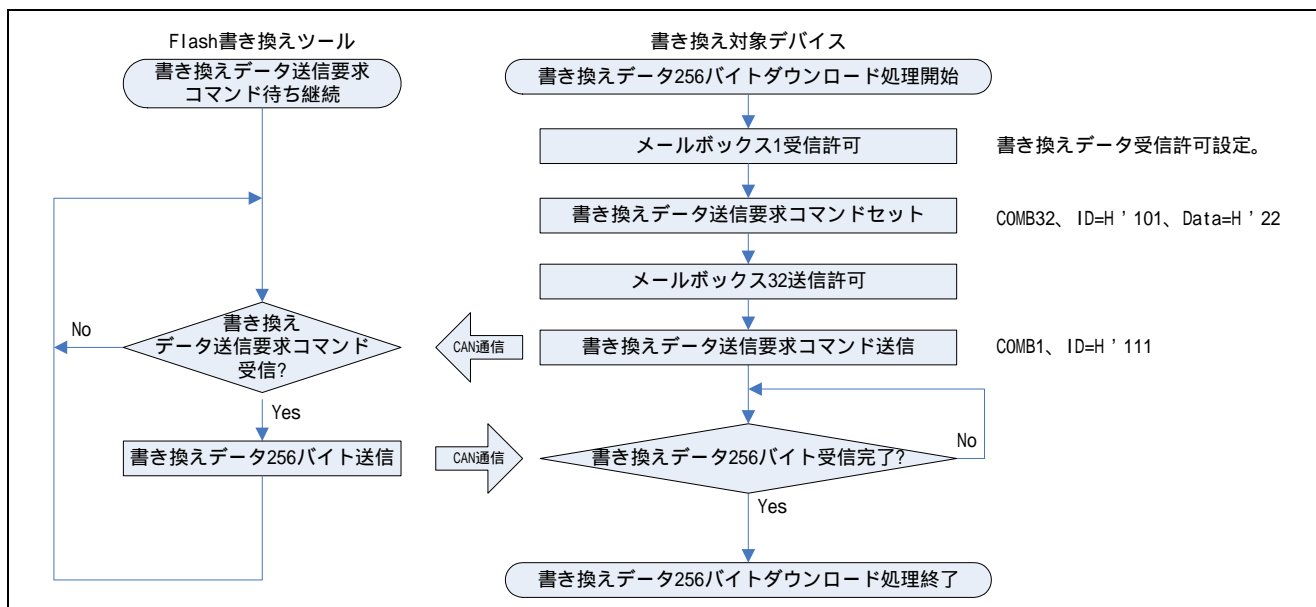 Flash書き換えツール
書き換えデータ送信要求
コマンド待ち継続
No
書き換え
データ送信要求コマンド
受信?
Yes
書き換えデータ256バイト送信
CAN通信
CAN通信
書き換え対象デバイス
書き換えデータ256バイトダウンロード処理開始
メールボックス1受信許可
書き換えデータ受信許可設定。
書き換えデータ送信要求コマンドセット
COMB32、ID=H'101、Data=H'22
メールボックス32送信許可
書き換えデータ送信要求コマンド送信
COMB1、ID=H'111
書き換えデータ256バイト受信完了?
No
Yes
書き換えデータ256バイトダウンロード処理終了